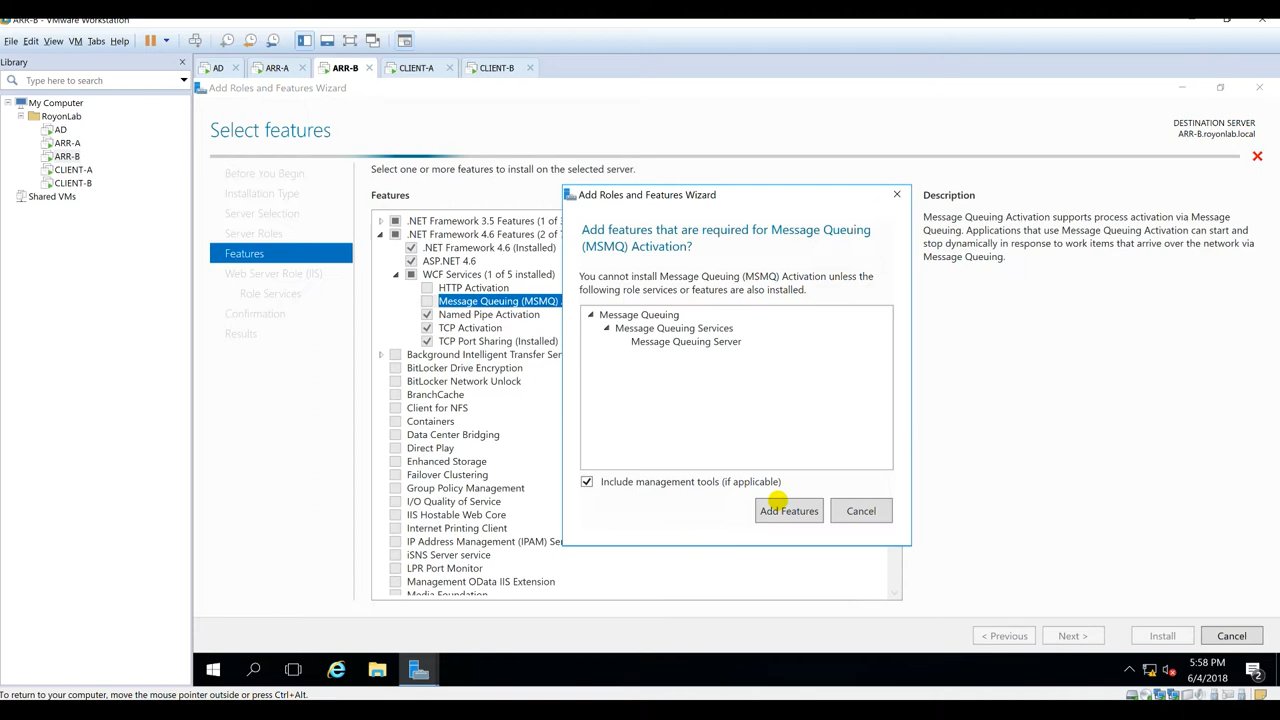 ARR-B - VMware Workstation
File Edit View VM Tabs Help
Library
Type here to search
My Computer
RoyonLab
AD
ARR-A
ARR-B
CLIENT-A
CLIENT-B
Shared VMs
AD ARR-A ARR-B CLIENT-A CLIENT-B
Add Roles and Features Wizard
Select features
DESTINATION SERVER
ARR-B.royonlab.local
Before You Begin
Installation Type
Server Selection
Server Roles
Features
Web Server Role (IIS)
Role Services
Confirmation
Results
Select one or more features to install on the selected server.
Features
.NET Framework 3.5 Features (1 of
.NET Framework 4.6 Features (2 of
.NET Framework 4.6 (Installed)
ASP.NET 4.6
WCF Services (1 of 5 installed)
HTTP Activation
Message Queuing (MSMQ)
Named Pipe Activation
TCP Activation
TCP Port Sharing (Installed)
Background Intelligent Transfer Ser
BitLocker Drive Encryption
BitLocker Network Unlock
BranchCache
Client for NFS
Containers
Data Center Bridging
Direct Play
Enhanced Storage
Failover Clustering
Group Policy Management
I/O Quality of Service
IIS Hostable Web Core
Internet Printing Client
IP Address Management (IPAM) Ser
iSNS Server service
LPR Port Monitor
Management OData IIS Extension
Media Foundation
Add Roles and Features Wizard
Add features that are required for Message Queuing
(MSMQ) Activation?
You cannot install Message Queuing (MSMQ) Activation unless the
following role services or features are also installed.
Message Queuing
Message Queuing Services
Message Queuing Server
Include management tools (if applicable)
Add Features Cancel
Description
Message Queuing Activation supports process activation via Message
Queuing. Applications that use Message Queuing Activation can start and
stop dynamically in response to work items that arrive over the network via
Message Queuing.
< Previous Next > Install Cancel
5:58 PM
6/4/2018
2
To return to your computer, move the mouse pointer outside or press Ctrl+Alt.